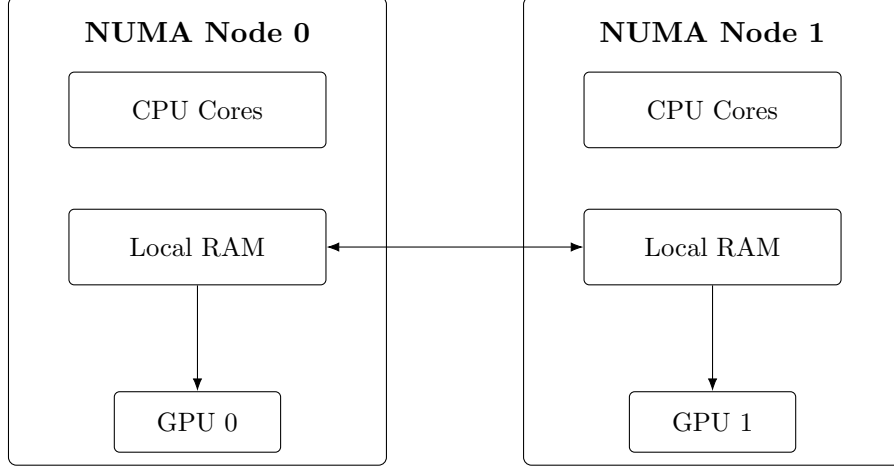 NUMA Node 0
CPU Cores
Local RAM
GPU 0
NUMA Node 1
CPU Cores
Local RAM
GPU 1